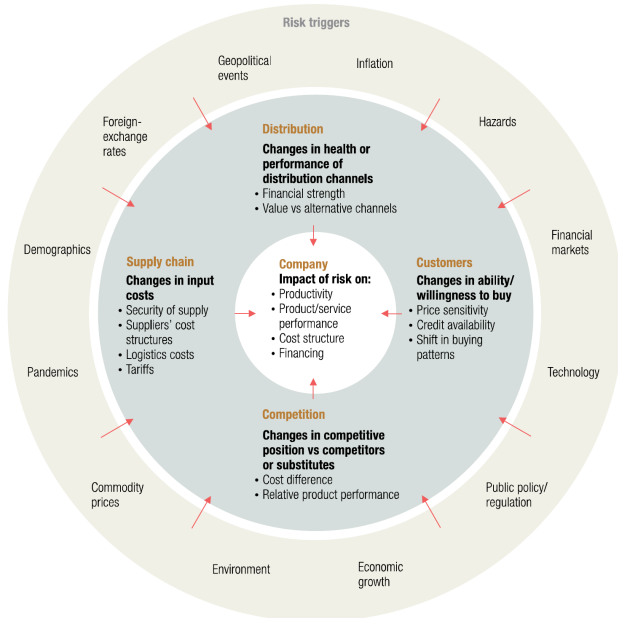 Risk triggers
Geopolitical
events
Inflation
Foreign-
exchange
rates
Hazards
Demographics
Financial
markets
Pandemics
Technology
Commodity
prices
Public policy/
regulation
Environment
Economic
growth
Distribution
Changes in health or
performance of
distribution channels
• Financial strength
• Value vs alternative channels
Supply chain
Changes in input
costs
• Security of supply
• Suppliers’ cost
structures
• Logistics costs
• Tariffs
Company
Impact of risk on:
• Productivity
• Product/service
performance
• Cost structure
• Financing
Customers
Changes in ability/
willingness to buy
• Price sensitivity
• Credit availability
• Shift in buying
patterns
Competition
Changes in competitive
position vs competitors
or substitutes
• Cost difference
• Relative product performance